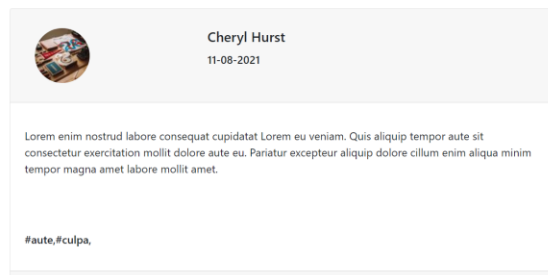 Cheryl Hurst
11-08-2021
Lorem enim nostrud labore consequat cupidatat Lorem eu veniam. Quis aliquip tempor aute sit
consectetur exercitation mollit dolore aute eu. Pariatur excepteur aliquip dolore cillum enim aliqua minim
tempor magna amet labore mollit amet.
#aute,#culpa,